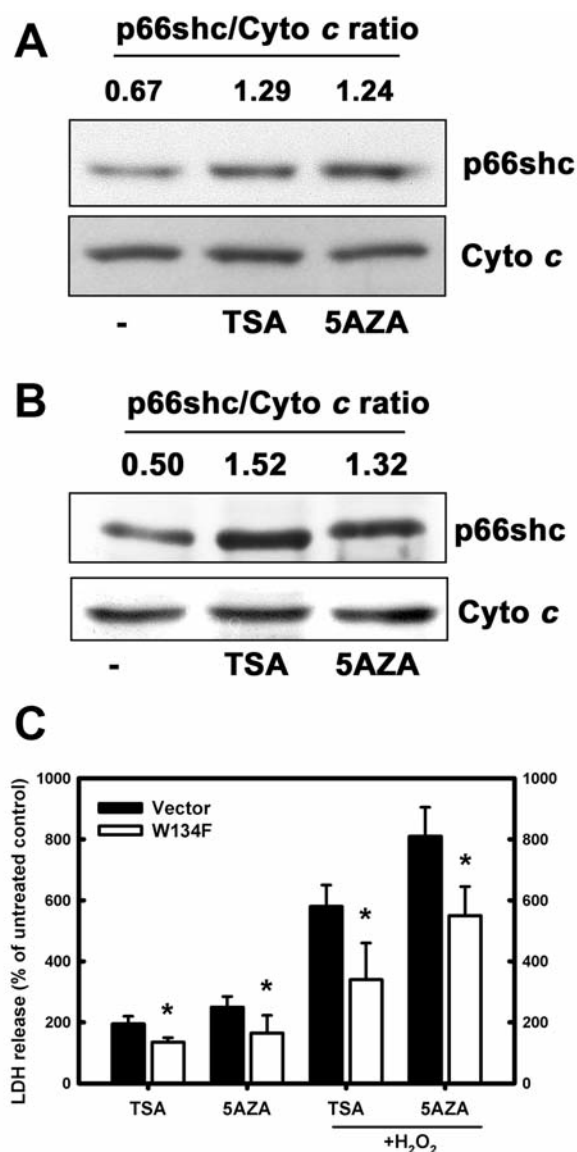 A
p66shc/Cyto c ratio
0.67 1.29 1.24
p66shc
Cyto c
- TSA 5AZA
B
p66shc/Cyto c ratio
0.50 1.52 1.32
p66shc
Cyto c
- TSA 5AZA
C
LDH release (% of untreated control)
1000 1000
800 800
600 600
400 400
200 200
0 0
Vector
W134F
* * * *
TSA 5AZA TSA 5AZA
+H₂O₂